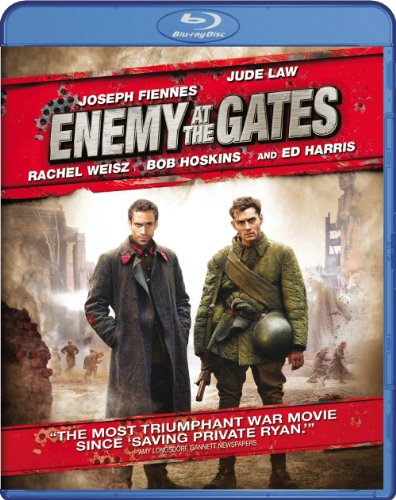 Blu-ray Disc
JOSEPH FIENNES
JUDE LAW
ENEMY AT THE GATES
RACHEL WEISZ · BOB HOSKINS AND ED HARRIS
"THE MOST TRIUMPHANT WAR MOVIE
SINCE 'SAVING PRIVATE RYAN.'"
AMY LONGSDORF, GANNETT NEWSPAPERS